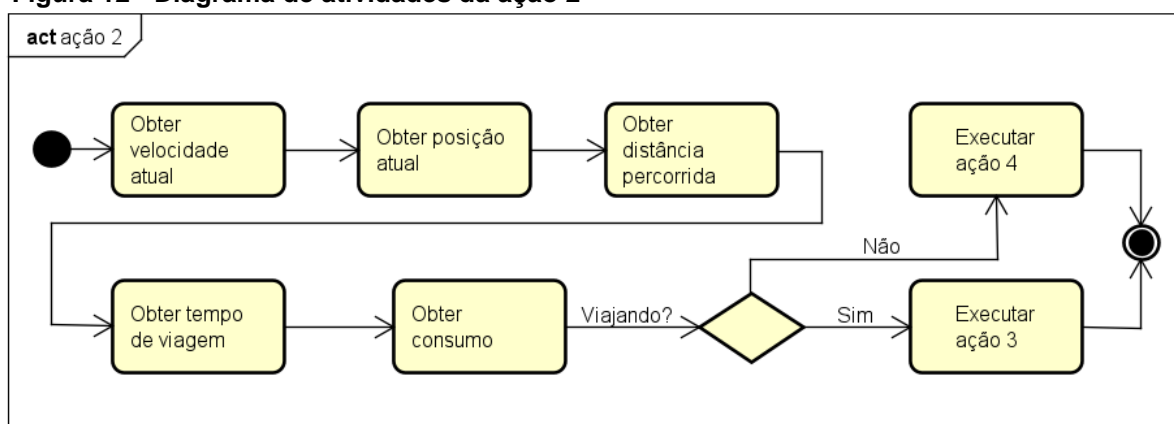 Figura 12 - Diagrama de atividades da ação 2
act ação 2
Obter
velocidade
atual
Obter posição
atual
Obter
distância
percorrida
Executar
ação 4
Não
Obter tempo
de viagem
Obter
consumo
Viajando?
Sim
Executar
ação 3